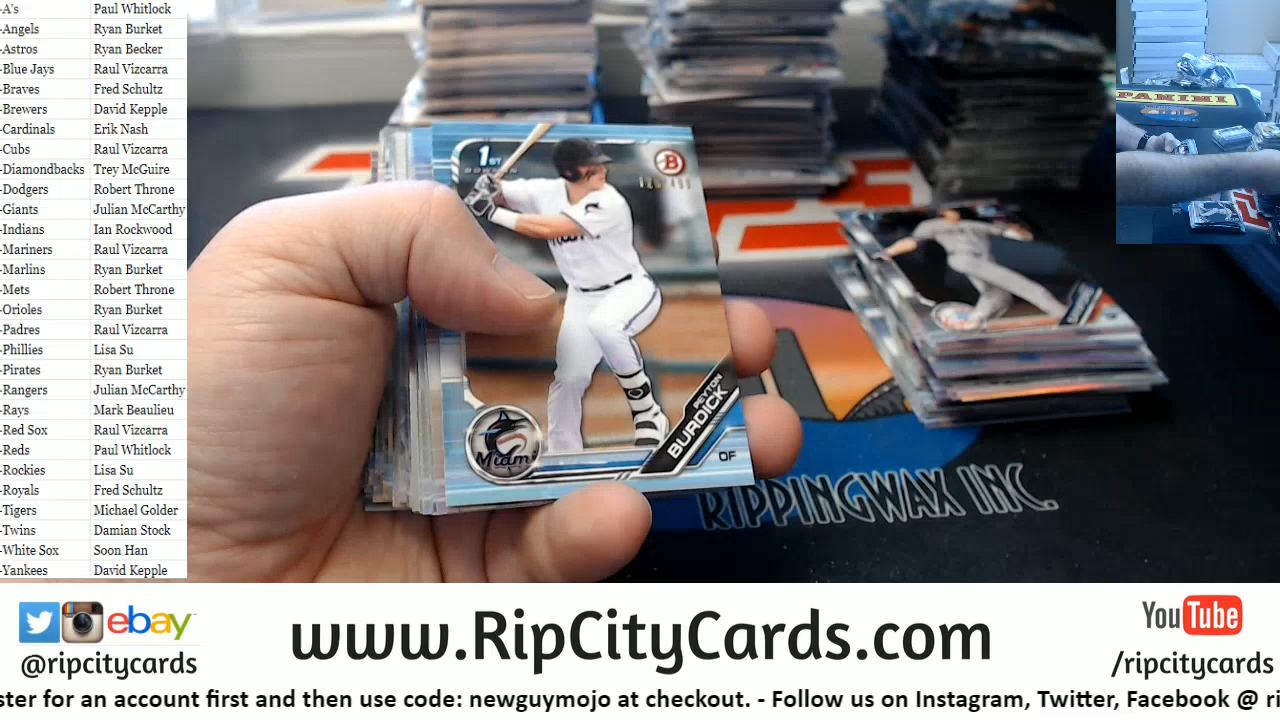 -A's Paul Whitlock
-Angels Ryan Burket
-Astros Ryan Becker
-Blue Jays Raul Vizcarra
-Braves Fred Schultz
-Brewers David Kepple
-Cardinals Erik Nash
-Cubs Raul Vizcarra
-Diamondbacks Trey McGuire
-Dodgers Robert Throne
-Giants Julian McCarthy
-Indians Ian Rockwood
-Mariners Raul Vizcarra
-Marlins Ryan Burket
-Mets Robert Throne
-Orioles Ryan Burket
-Padres Raul Vizcarra
-Phillies Lisa Su
-Pirates Ryan Burket
-Rangers Julian McCarthy
-Rays Mark Beaulieu
-Red Sox Raul Vizcarra
-Reds Paul Whitlock
-Rockies Lisa Su
-Royals Fred Schultz
-Tigers Michael Golder
-Twins Damian Stock
-White Sox Soon Han
-Yankees David Kepple
PANINI
1ST
BOWMAN
B
Miami
PEYTON
BURDICK
OF
RIPPINGWAX INC.
ebay
@ripcitycards
www.RipCityCards.com
YouTube
/ripcitycards
ster for an account first and then use code: newguymojo at checkout. - Follow us on Instagram, Twitter, Facebook @ ri